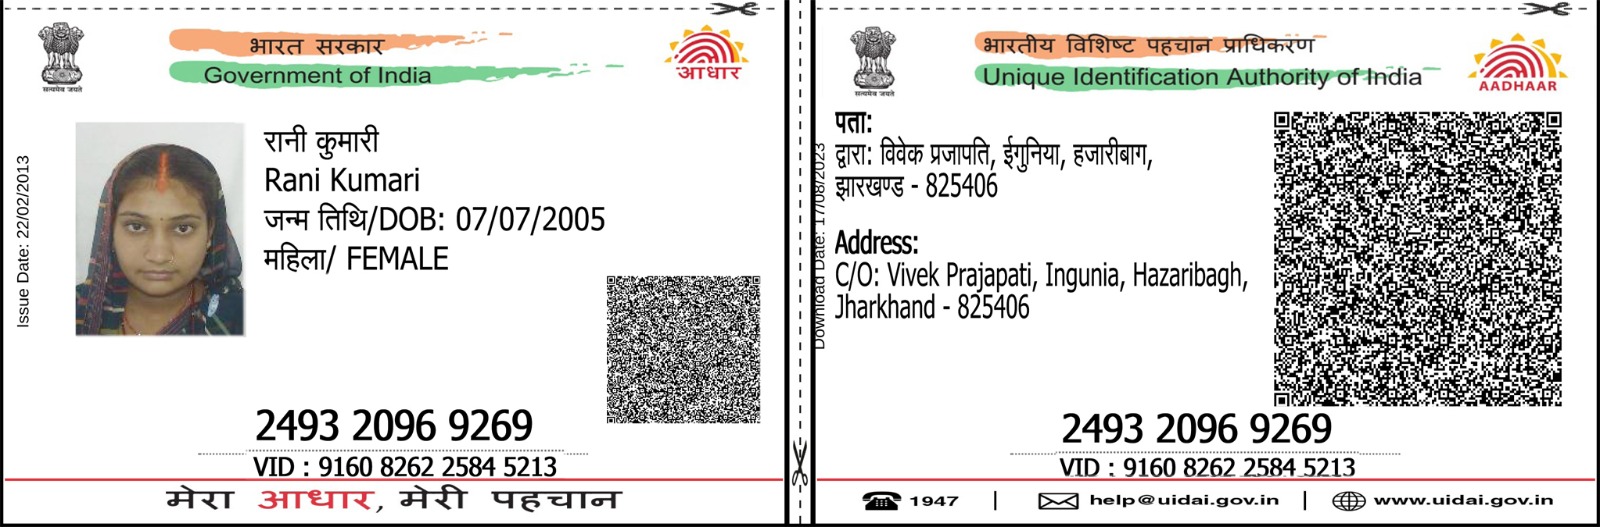 भारत सरकार
Government of India
सत्यमेव जयते
आधार
Issue Date: 22/02/2013
रानी कुमारी
Rani Kumari
जन्म तिथि/DOB: 07/07/2005
महिला/ FEMALE
2493 2096 9269
VID : 9160 8262 2584 5213
मेरा आधार, मेरी पहचान
भारतीय विशिष्ट पहचान प्राधिकरण
Unique Identification Authority of India
सत्यमेव जयते
AADHAAR
Download Date: 17/08/2023
पता:
द्वारा: विवेक प्रजापति, ईगुनिया, हजारीबाग,
झारखण्ड - 825406
Address:
C/O: Vivek Prajapati, Ingunia, Hazaribagh,
Jharkhand - 825406
2493 2096 9269
VID : 9160 8262 2584 5213
1947 | help@uidai.gov.in | www.uidai.gov.in